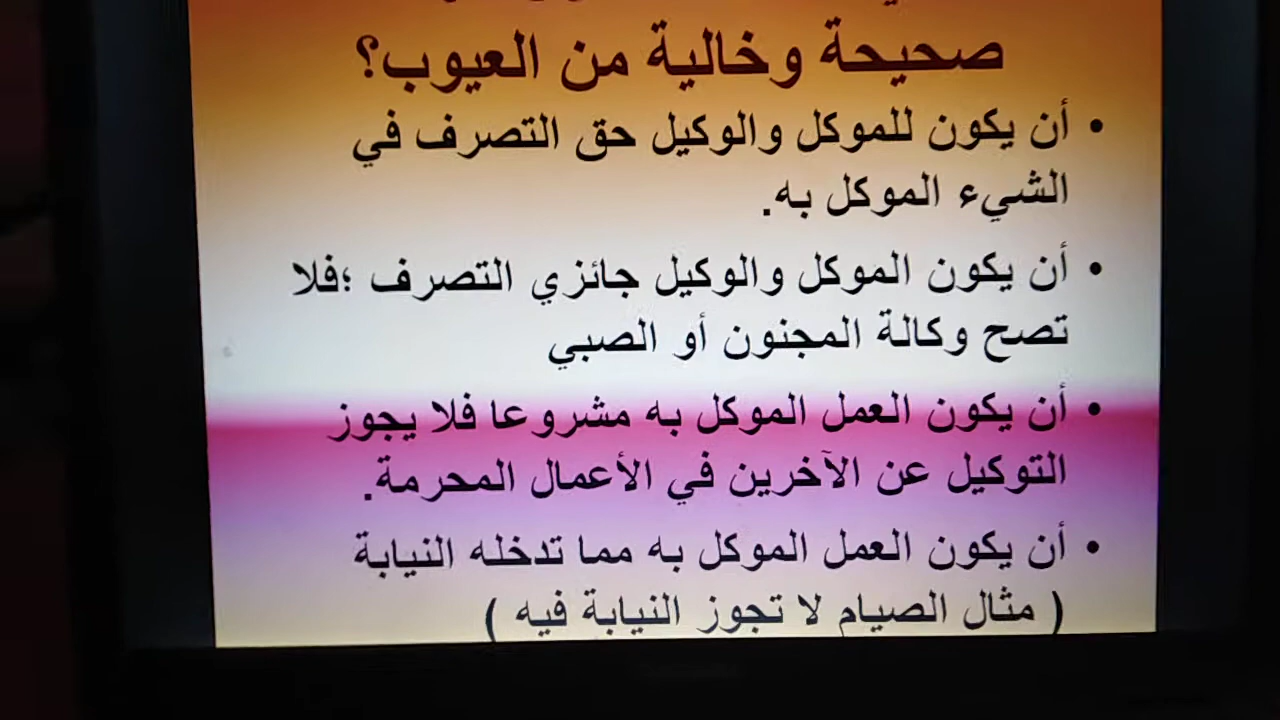 صحيحة وخالية من العيوب؟
• أن يكون للموكل والوكيل حق التصرف في
الشيء الموكل به.
• أن يكون الموكل والوكيل جائزي التصرف ؛فلا
تصح وكالة المجنون أو الصبي
• أن يكون العمل الموكل به مشروعا فلا يجوز
التوكيل عن الآخرين في الأعمال المحرمة.
• أن يكون العمل الموكل به مما تدخله النيابة
( مثال الصيام لا تجوز النيابة فيه )